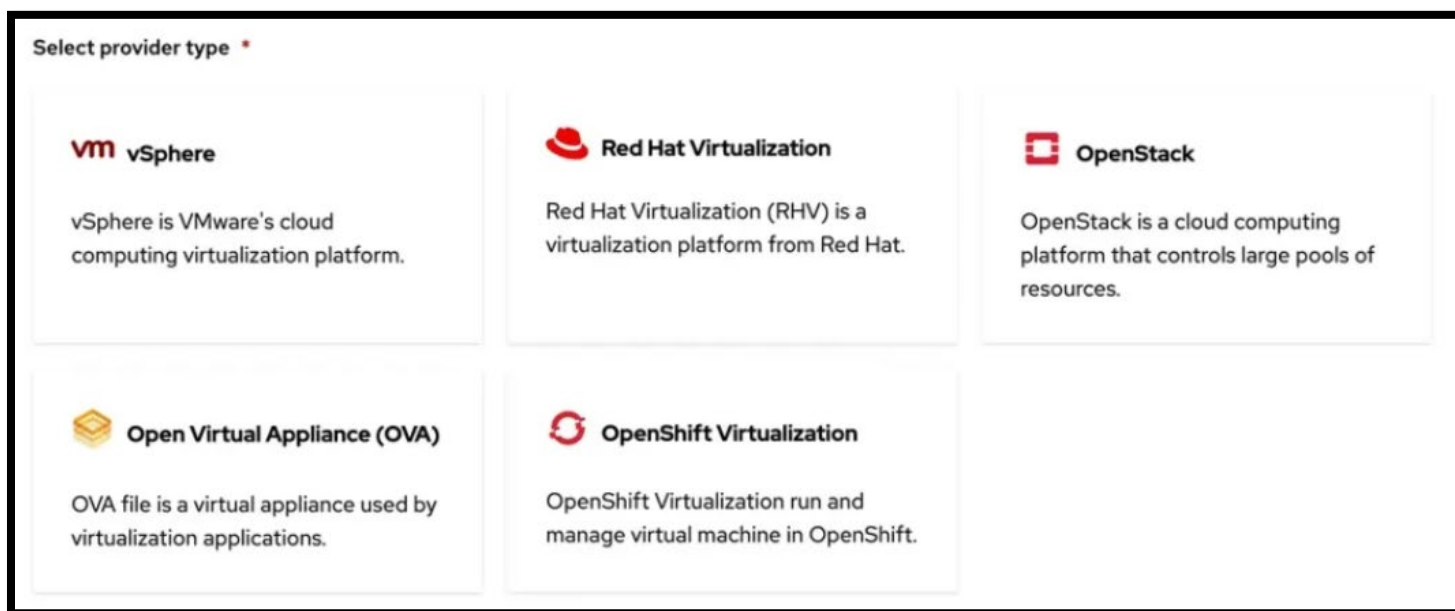 Select provider type *
vm vSphere
vSphere is VMware's cloud
computing virtualization platform.
Red Hat Virtualization
Red Hat Virtualization (RHV) is a
virtualization platform from Red Hat.
OpenStack
OpenStack is a cloud computing
platform that controls large pools of
resources.
Open Virtual Appliance (OVA)
OVA file is a virtual appliance used by
virtualization applications.
OpenShift Virtualization
OpenShift Virtualization run and
manage virtual machine in OpenShift.